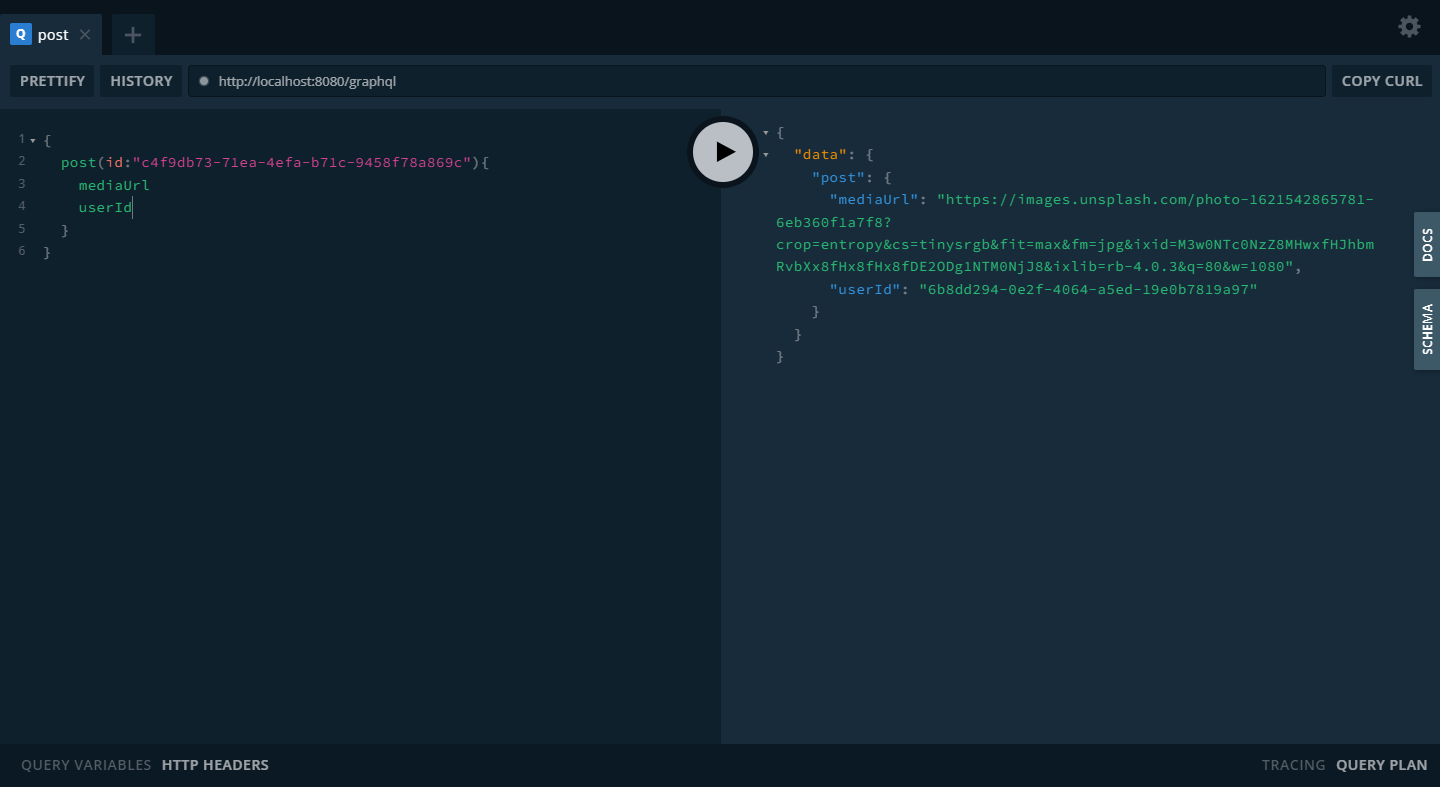 Q post
PRETTIFY HISTORY http://localhost:8080/graphql COPY CURL
1 {
2 post(id:"c4f9db73-71ea-4efa-b71c-9458f78a869c"){
3 mediaUrl
4 userId
5 }
6 }
{
"data": {
"post": {
"mediaUrl": "https://images.unsplash.com/photo-1621542865781-
6eb360f1a7f8?
crop=entropy&cs=tinysrgb&fit=max&fm=jpg&ixid=M3w0NTc0NzZ8MHwxfHJhbm
RvbXx8fHx8fHx8fDE2ODg1NTM0NjJ8&ixlib=rb-4.0.3&q=80&w=1080",
"userId": "6b8dd294-0e2f-4064-a5ed-19e0b7819a97"
}
}
}
DOCS
SCHEMA
QUERY VARIABLES HTTP HEADERS
TRACING QUERY PLAN